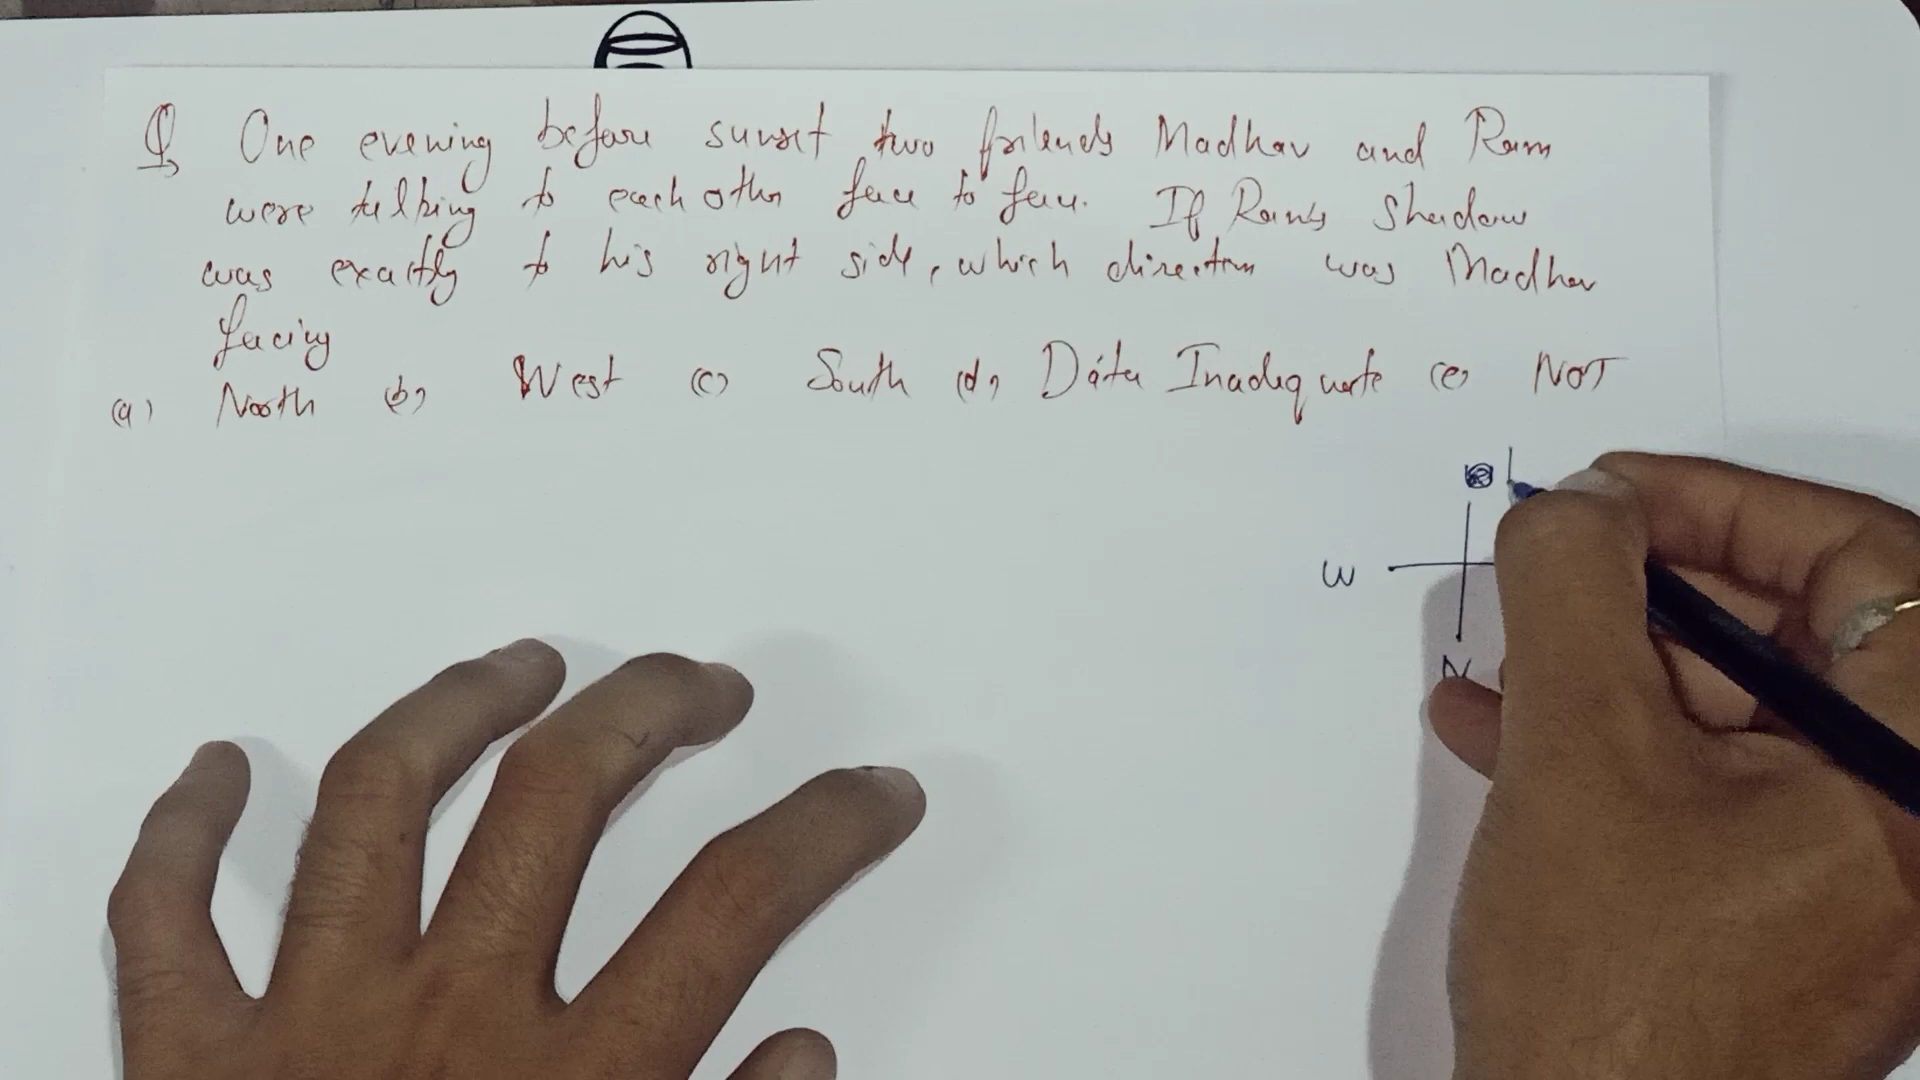 Q One evening before sunset two friends Madhav and Ram
were talking to each other face to face. If Ram's shadow
was exactly to his right side, which direction was Madhav
facing
(a) North (b) West (c) South (d) Data Inadequate (e) NOT
W
N